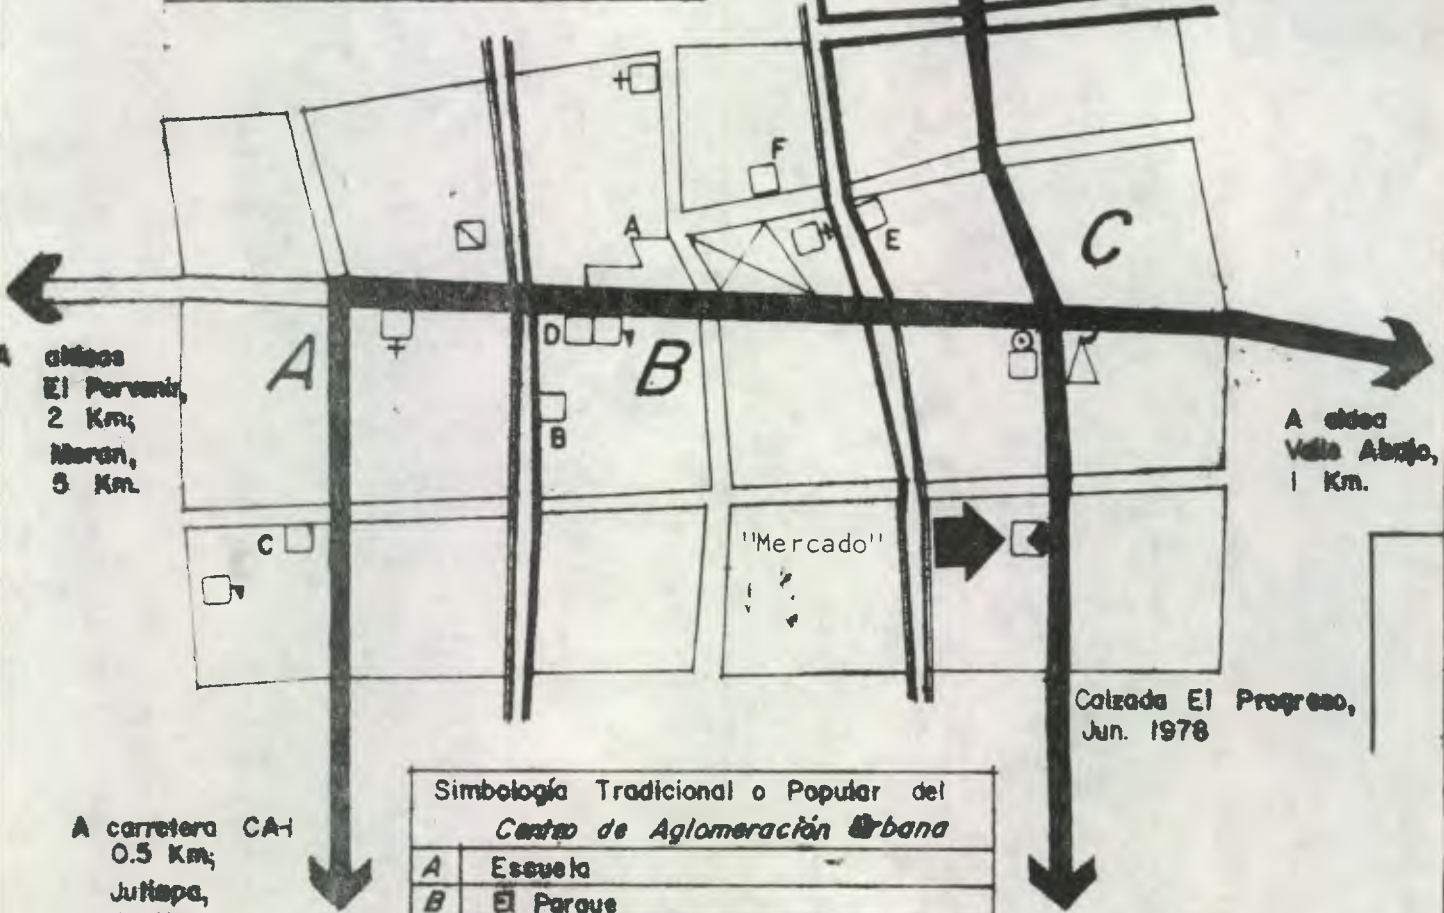 F
A
E
C
A
aldeas
El Porvenir,
2 Km;
Moran,
5 Km.
D
B
B
A aldea
Valle Abajo,
1 Km.
C
"Mercado"
Calzada El Progreso,
Jun. 1978
A carretera CA-1
0.5 Km;
Jutiapa,
Simbología Tradicional o Popular del
Centro de Aglomeración Urbana
A Escuela
B Parque